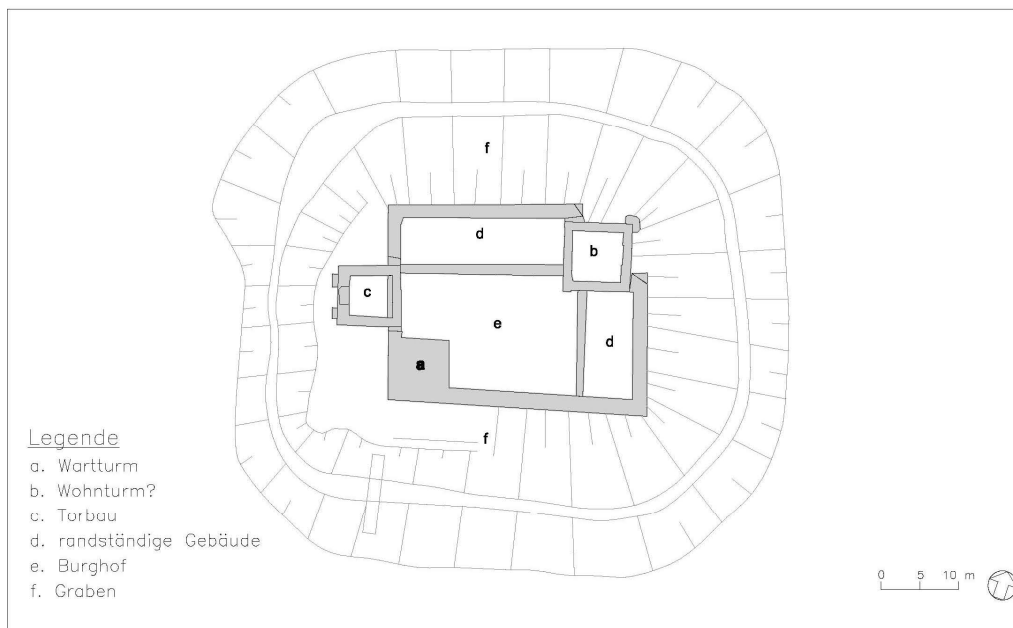 f
d
b
c
e
d
a
f
Legende
a. Wartturm
b. Wohnturm?
c. Torbau
d. randständige Gebäude
e. Burghof
f. Graben
0 5 10 m